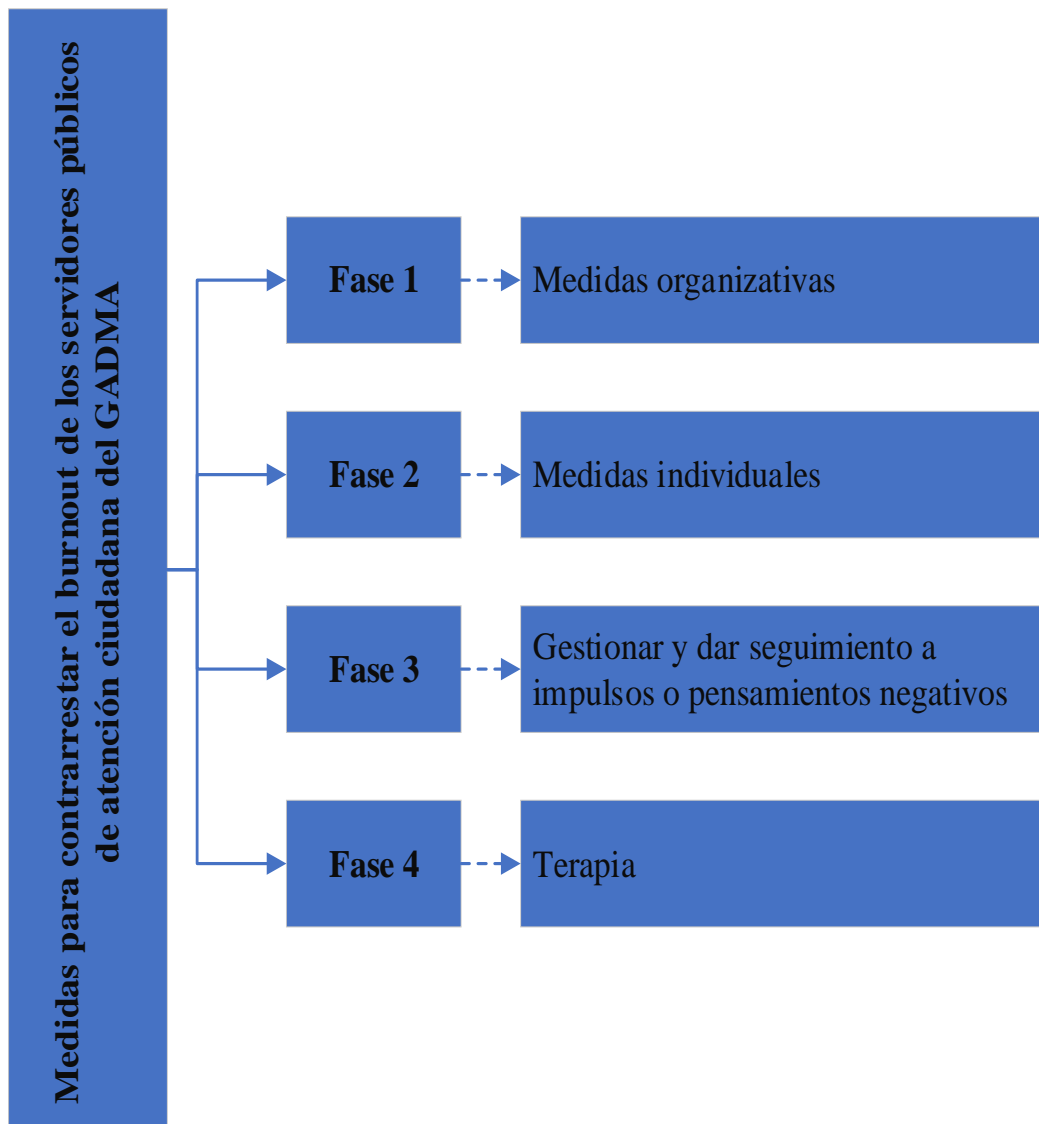 Medidas para contrarrestar el burnout de los servidores públicos
de atención ciudadana del GADMA
Fase 1
Medidas organizativas
Fase 2
Medidas individuales
Fase 3
Gestionar y dar seguimiento a
impulsos o pensamientos negativos
Fase 4
Terapia